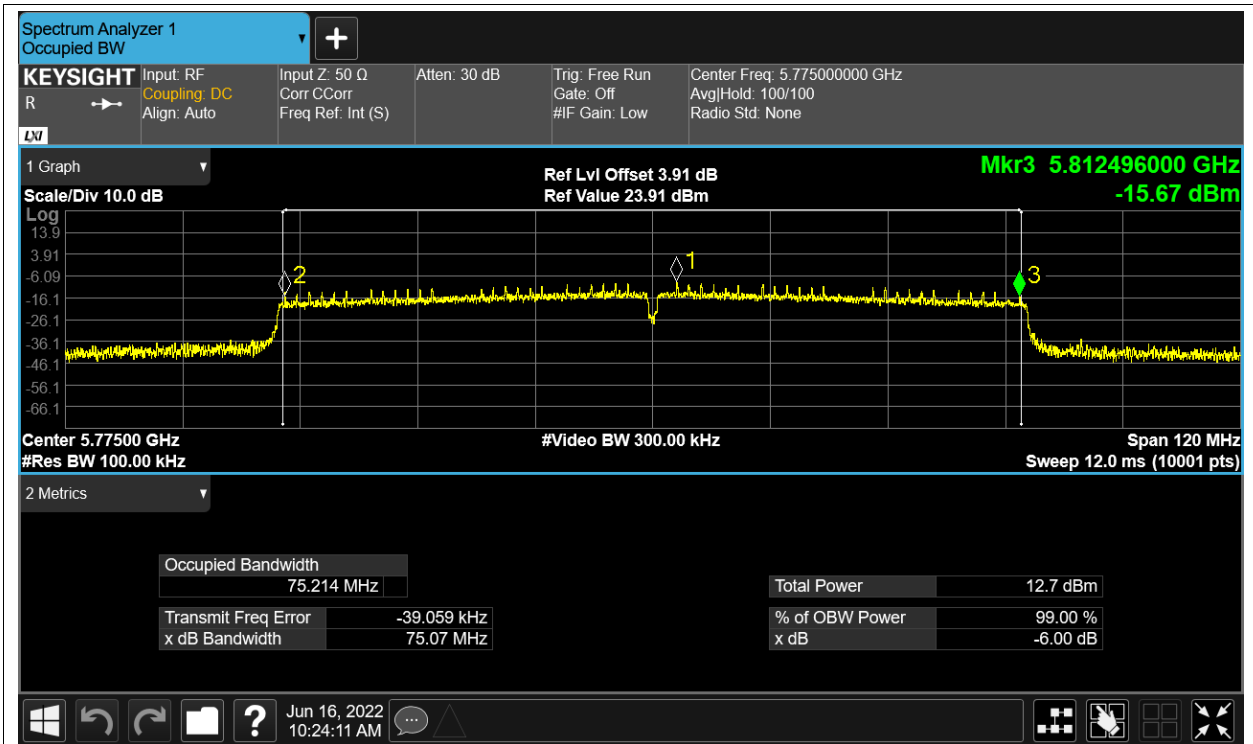 Spectrum Analyzer 1
Occupied BW
KEYSIGHT
R
LXI
Input: RF
Coupling: DC
Align: Auto
Input Z: 50 Ω
Corr CCorr
Freq Ref: Int (S)
Atten: 30 dB
Trig: Free Run
Gate: Off
#IF Gain: Low
Center Freq: 5.775000000 GHz
Avg|Hold: 100/100
Radio Std: None
1 Graph
Scale/Div 10.0 dB
Ref Lvl Offset 3.91 dB
Ref Value 23.91 dBm
Mkr3 5.812496000 GHz
-15.67 dBm
Log
13.9
3.91
-6.09
-16.1
-26.1
-36.1
-46.1
-56.1
-66.1
2
1
3
Center 5.77500 GHz
#Video BW 300.00 kHz
Span 120 MHz
#Res BW 100.00 kHz
Sweep 12.0 ms (10001 pts)
2 Metrics
Occupied Bandwidth
75.214 MHz
Transmit Freq Error -39.059 kHz
x dB Bandwidth 75.07 MHz
Total Power 12.7 dBm
% of OBW Power 99.00 %
x dB -6.00 dB
?
Jun 16, 2022
10:24:11 AM